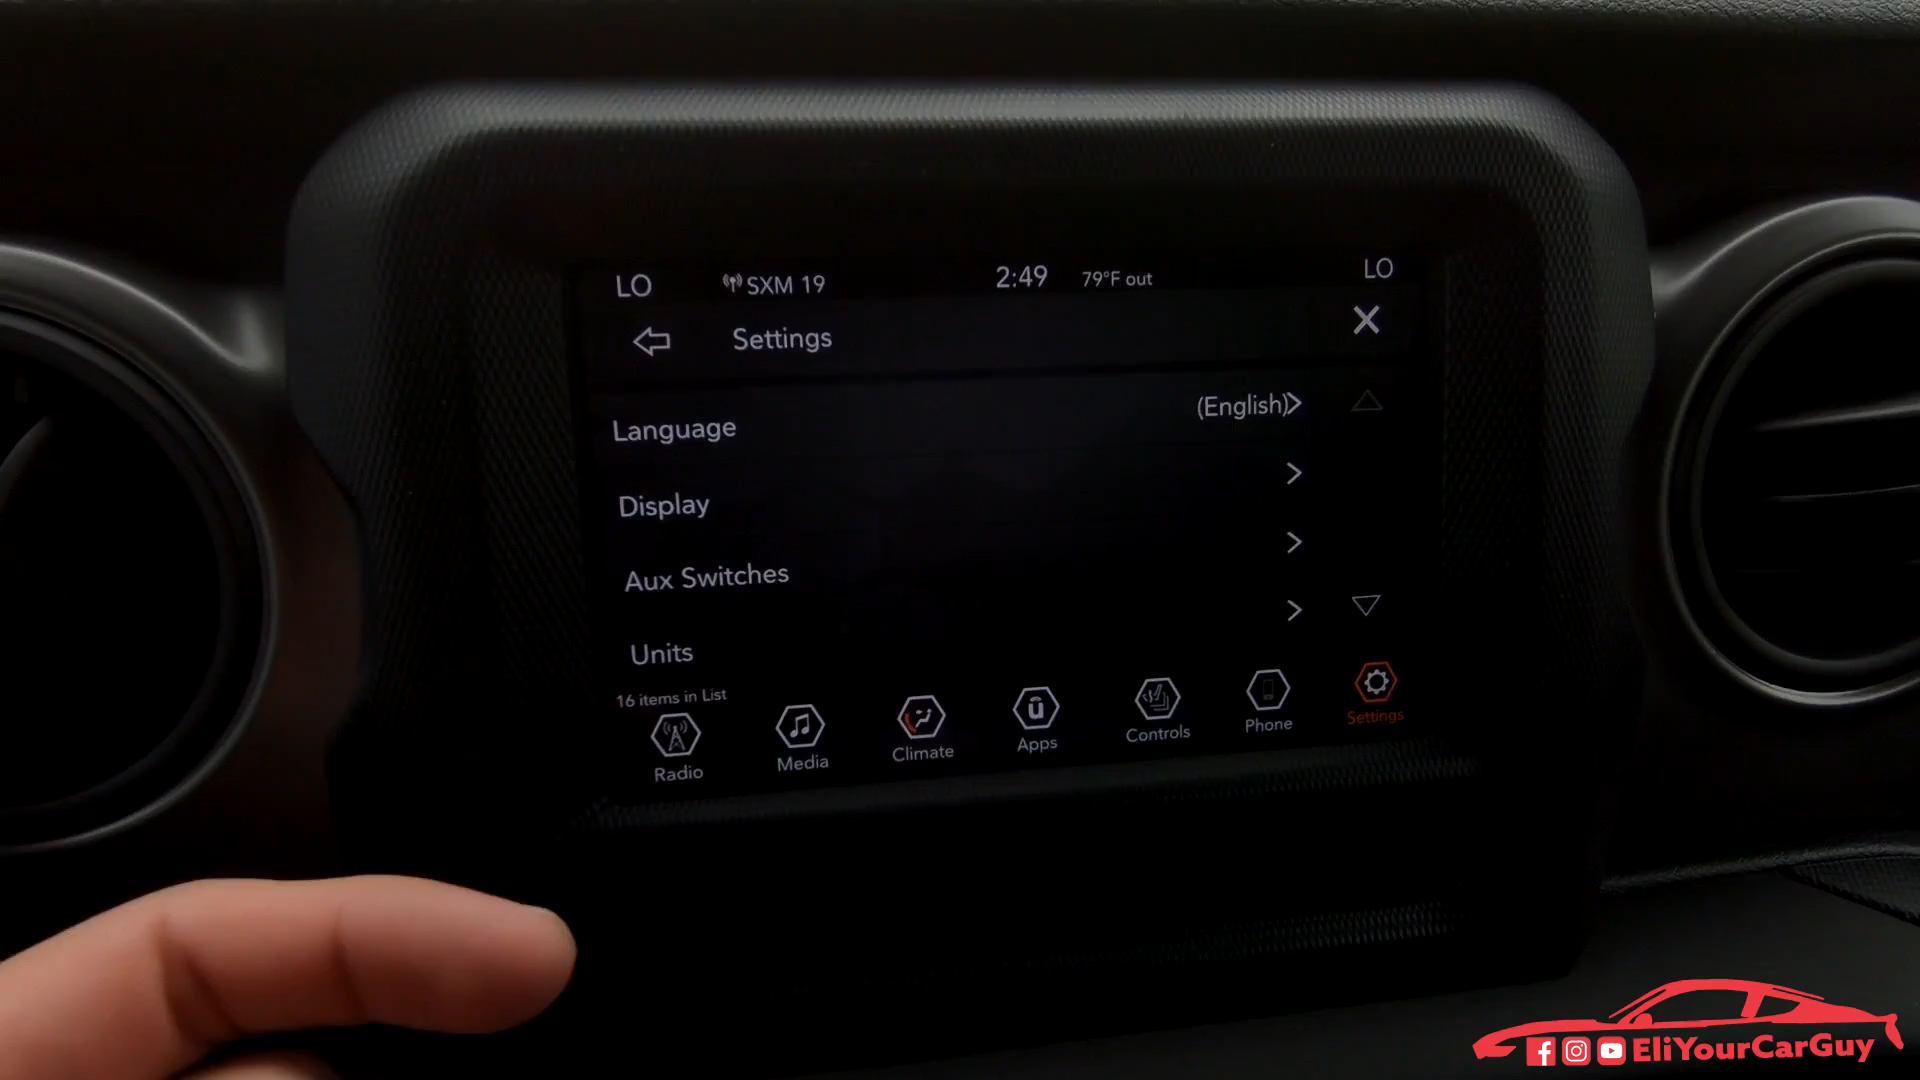 LO SXM 19 2:49 79°F out LO
Settings X
Language (English)
Display
Aux Switches
Units
16 items in List
Radio Media Climate Apps Controls Phone Settings
EliYourCarGuy